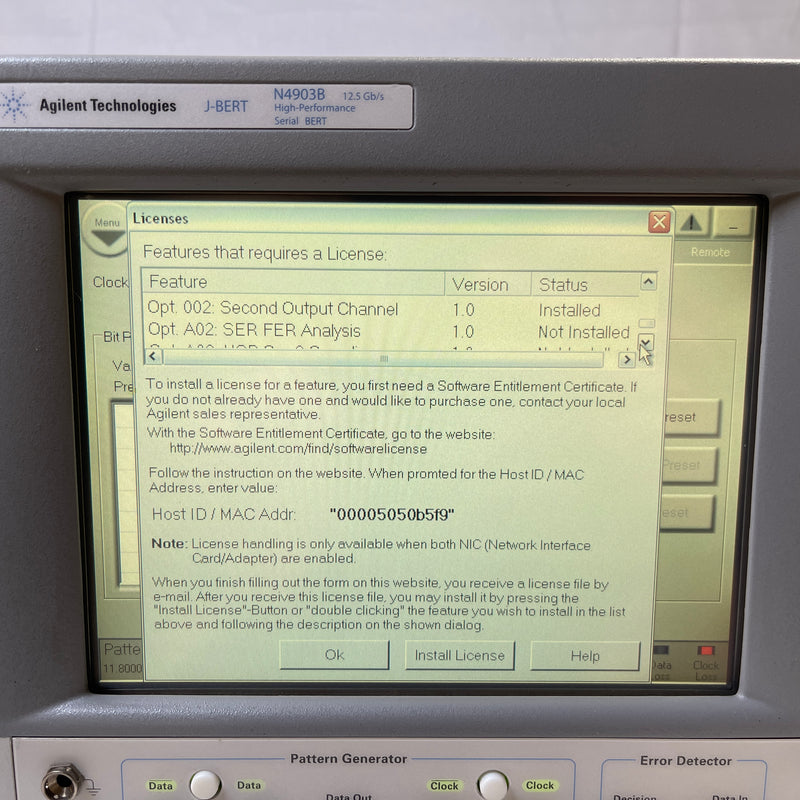 Agilent Technologies J-BERT N4903B 12.5 Gb/s
High-Performance
Serial BERT
Menu
Licenses
Remote
Features that requires a License:
Clock
Feature Version Status
Opt. 002: Second Output Channel 1.0 Installed
Opt. A02: SER FER Analysis 1.0 Not Installed
Bit P
Va
Pre
To install a license for a feature, you first need a Software Entitlement Certificate. If
you do not already have one and would like to purchase one, contact your local
Agilent sales representative.
With the Software Entitlement Certificate, go to the website:
http://www.agilent.com/find/softwarelicense
reset
Preset
eset
Follow the instruction on the website. When promted for the Host ID / MAC
Address, enter value:
Host ID / MAC Addr: "00005050b5f9"
Note: License handling is only available when both NIC (Network Interface
Card/Adapter) are enabled.
When you finish filling out the form on this website, you receive a license file by
e-mail. After you receive this license file, you may install it by pressing the
"Install License"-Button or "double clicking" the feature you wish to install in the list
above and following the description on the shown dialog.
Ok Install License Help
Patte
11.8000
Data
Loss
Clock
Loss
Pattern Generator
Error Detector
Data Data Clock Clock
Data Out
Decision Data In